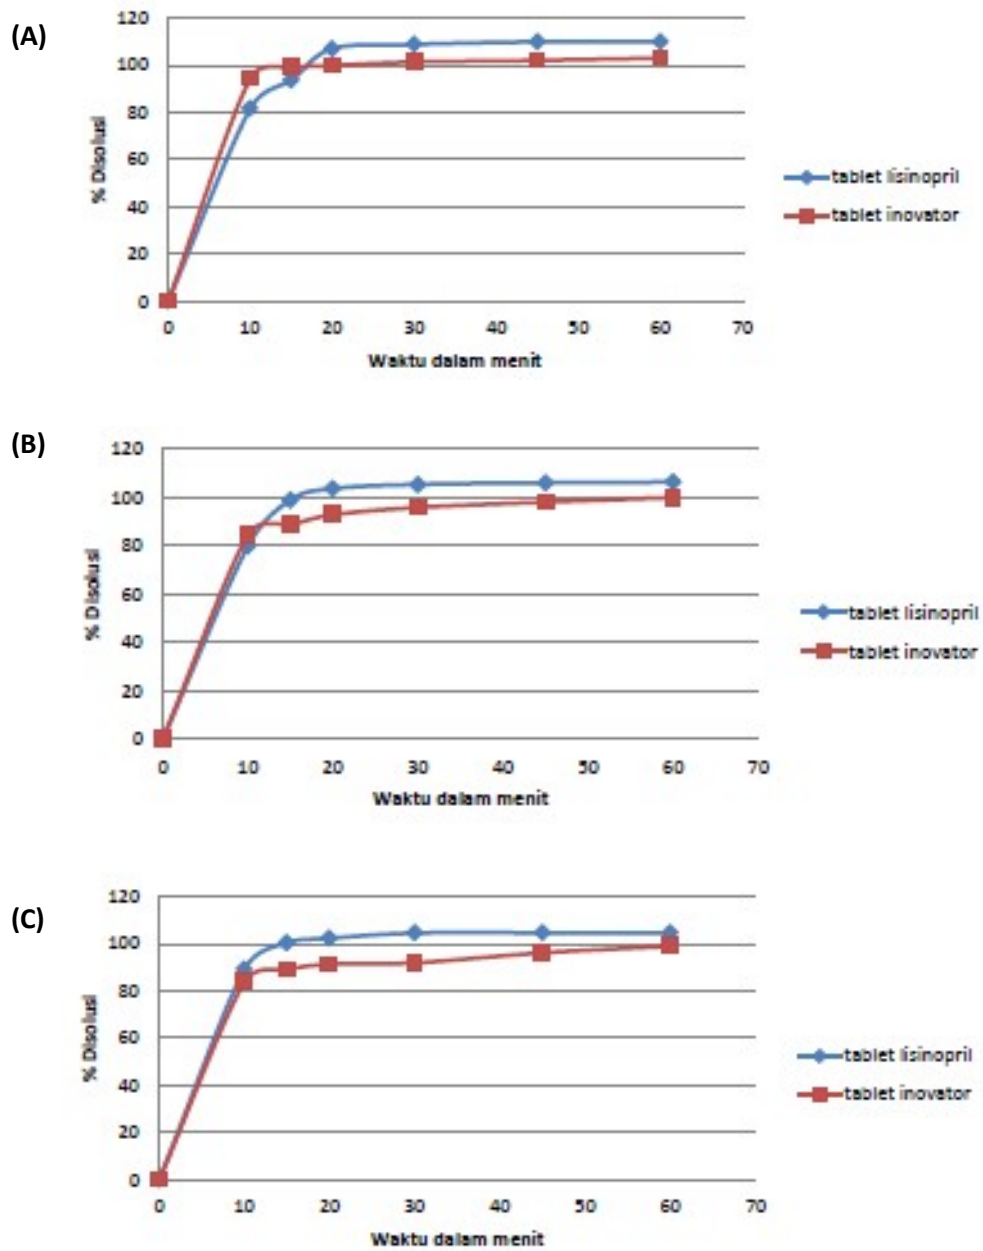 (A)
120
100
80
60
40
20
0
% Disolusi
0 10 20 30 40 50 60 70
Waktu dalam menit
tablet lisinopril
tablet inovator
(B)
120
100
80
60
40
20
0
% Disolusi
0 10 20 30 40 50 60 70
Waktu dalam menit
tablet lisinopril
tablet inovator
(C)
120
100
80
60
40
20
0
% Disolusi
0 10 20 30 40 50 60 70
Waktu dalam menit
tablet lisinopril
tablet inovator